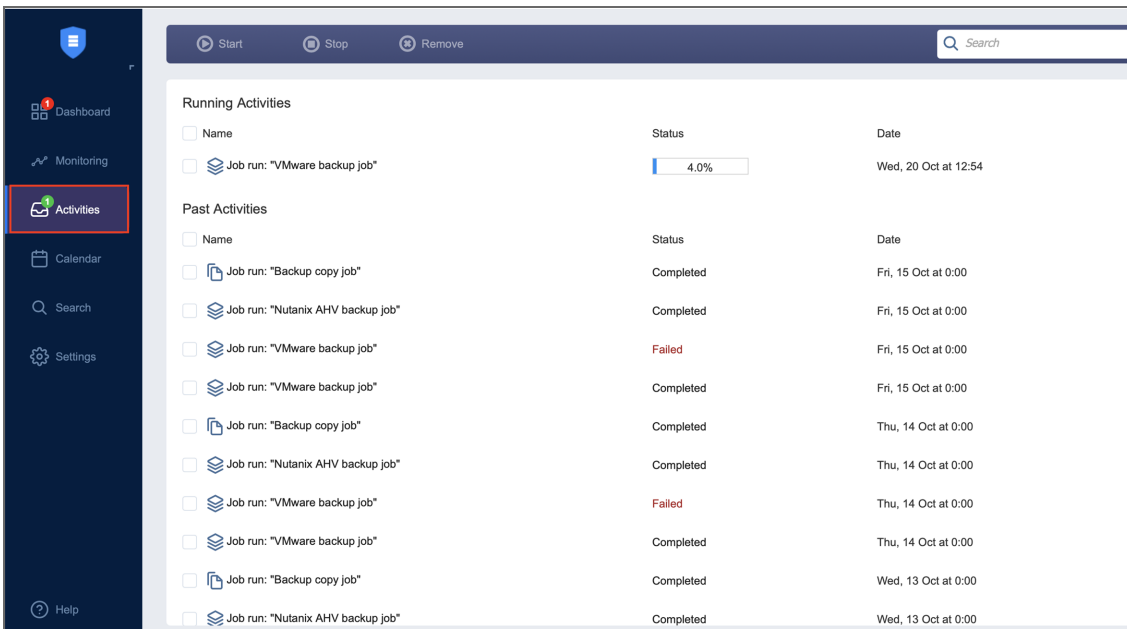 Start Stop Remove Search
1
Dashboard
Monitoring
1
Activities
Calendar
Search
Settings
Help
Running Activities
Name Status Date
Job run: "VMware backup job" 4.0% Wed, 20 Oct at 12:54
Past Activities
Name Status Date
Job run: "Backup copy job" Completed Fri, 15 Oct at 0:00
Job run: "Nutanix AHV backup job" Completed Fri, 15 Oct at 0:00
Job run: "VMware backup job" Failed Fri, 15 Oct at 0:00
Job run: "VMware backup job" Completed Fri, 15 Oct at 0:00
Job run: "Backup copy job" Completed Thu, 14 Oct at 0:00
Job run: "Nutanix AHV backup job" Completed Thu, 14 Oct at 0:00
Job run: "VMware backup job" Failed Thu, 14 Oct at 0:00
Job run: "VMware backup job" Completed Thu, 14 Oct at 0:00
Job run: "Backup copy job" Completed Wed, 13 Oct at 0:00
Job run: "Nutanix AHV backup job" Completed Wed, 13 Oct at 0:00